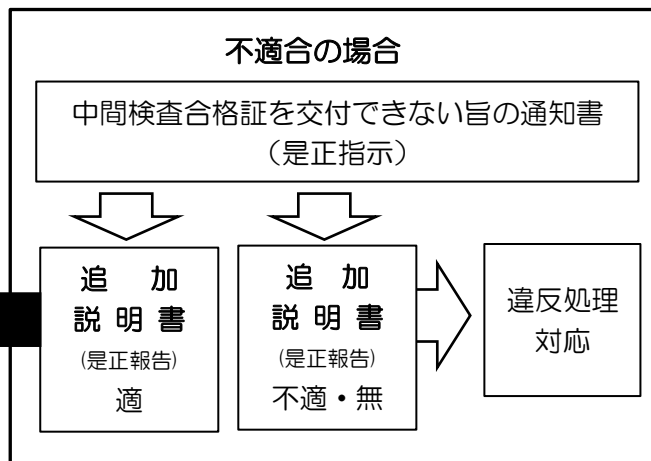 不適合の場合
中間検査合格証を交付できない旨の通知書
（是正指示）
追　加
説 明 書
(是正報告)
適
追　加
説 明 書
(是正報告)
不適・無
違反処理
対応